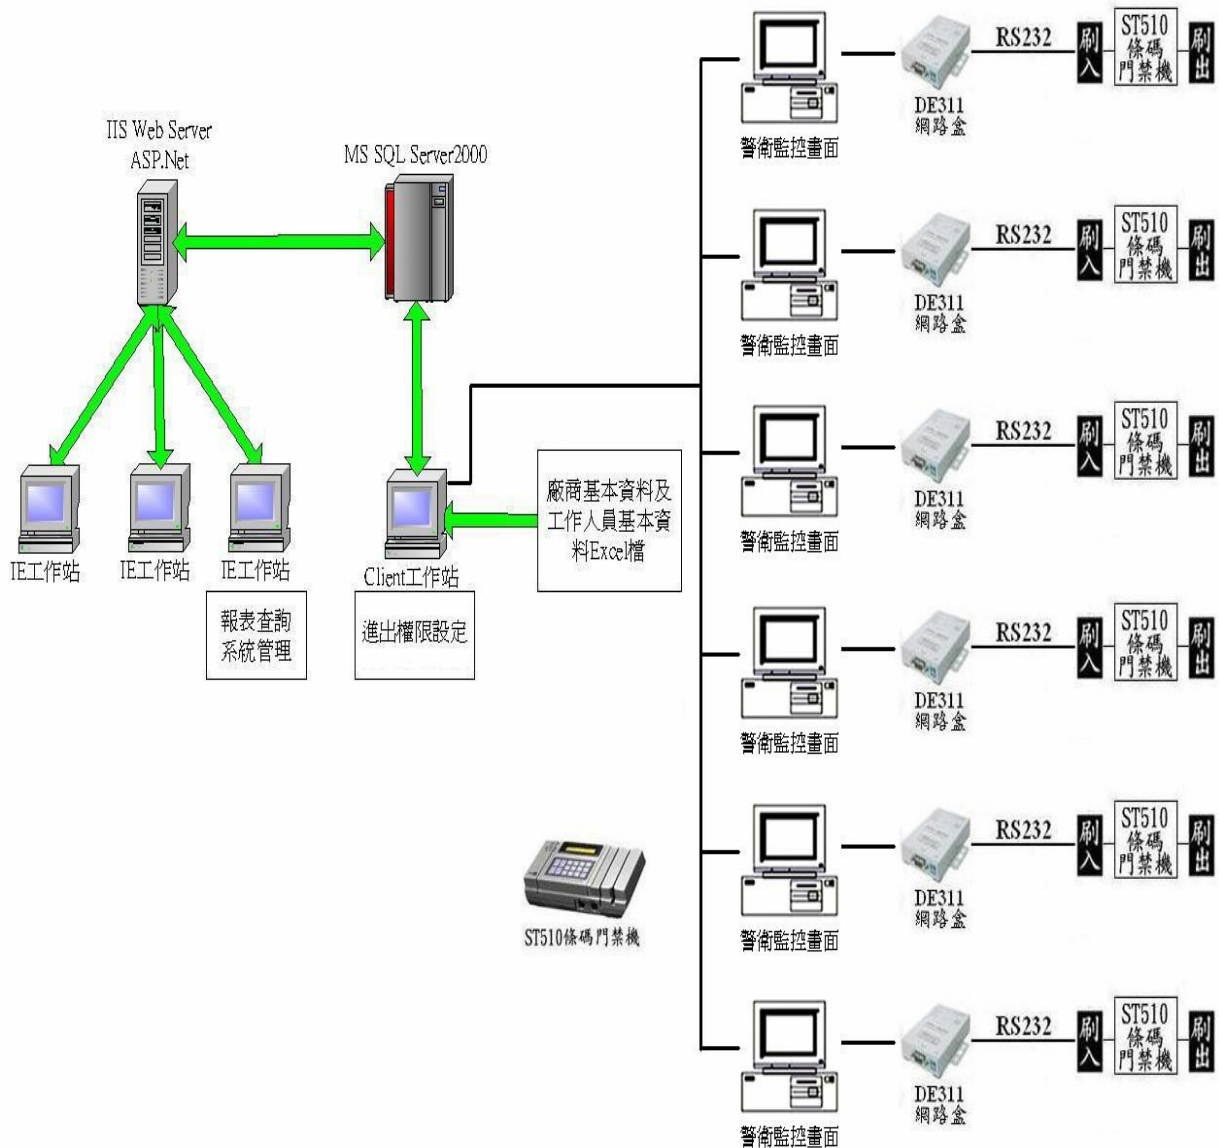 IIS Web Server
ASP.Net
MS SQL Server2000
IE工作站
IE工作站
IE工作站
報表查詢
系統管理
Client工作站
進出權限設定
廠商基本資料及
工作人員基本資
料Excel檔
ST510條碼門禁機
警衛監控畫面
DE311
網路盒
RS232
刷入
ST510
條碼
門禁機
刷出
警衛監控畫面
DE311
網路盒
RS232
刷入
ST510
條碼
門禁機
刷出
警衛監控畫面
DE311
網路盒
RS232
刷入
ST510
條碼
門禁機
刷出
警衛監控畫面
DE311
網路盒
RS232
刷入
ST510
條碼
門禁機
刷出
警衛監控畫面
DE311
網路盒
RS232
刷入
ST510
條碼
門禁機
刷出
警衛監控畫面
DE311
網路盒
RS232
刷入
ST510
條碼
門禁機
刷出